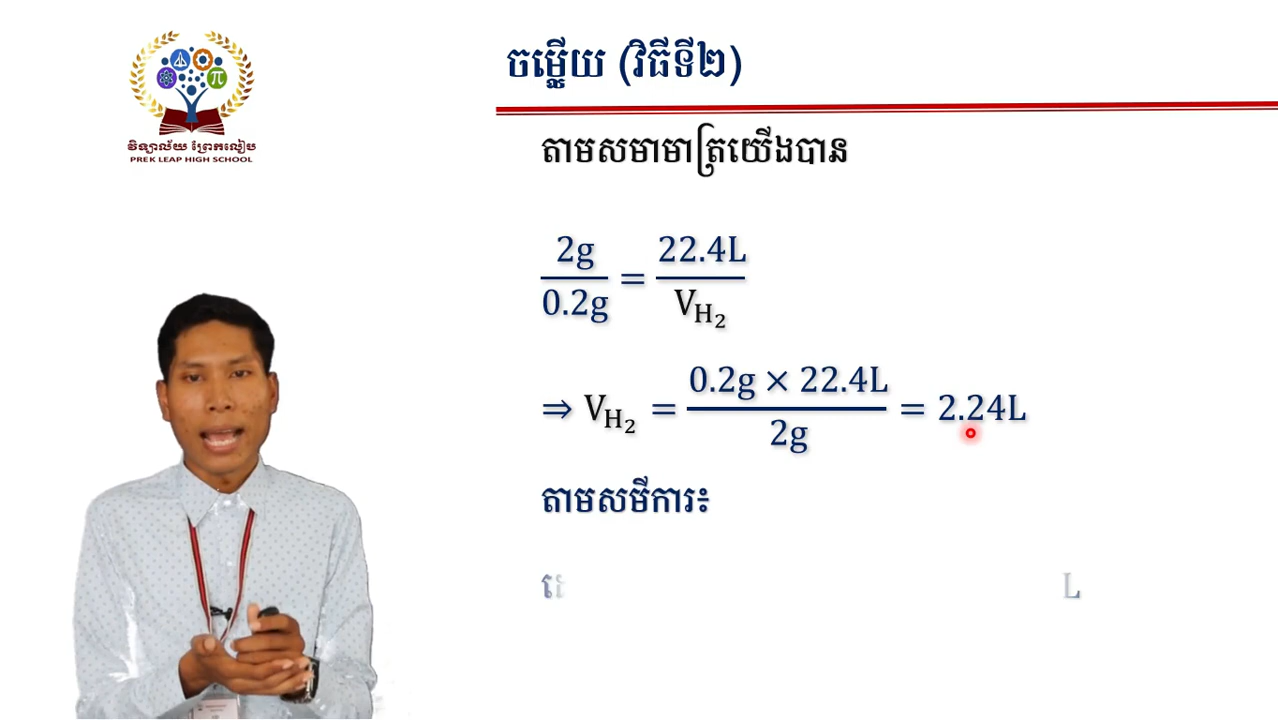 វិទ្យាល័យ ព្រែកលៀប
PREK LEAP HIGH SCHOOL
ចម្លើយ (វិធីទី២)
តាមសមាមាត្រយើងបាន
2g/0.2g = 22.4L/V_H₂
⇒ V_H₂ = 0.2g × 22.4L/2g = 2.24L
តាមសមីការ៖
L